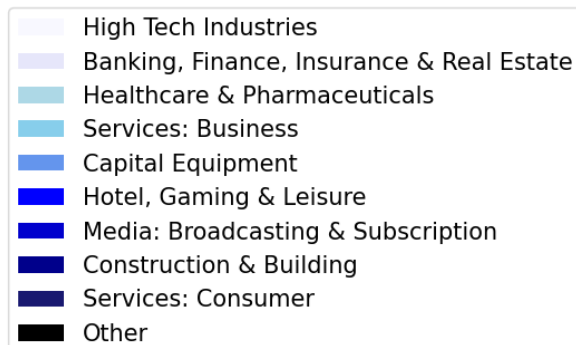 High Tech Industries
Banking, Finance, Insurance & Real Estate
Healthcare & Pharmaceuticals
Services: Business
Capital Equipment
Hotel, Gaming & Leisure
Media: Broadcasting & Subscription
Construction & Building
Services: Consumer
Other